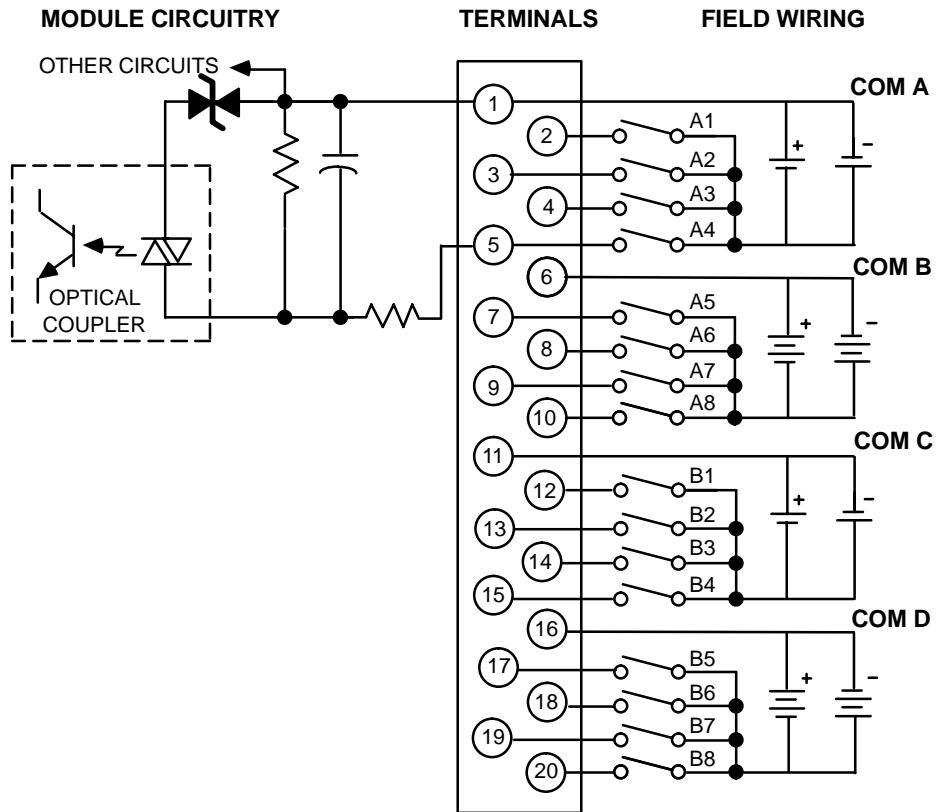 MODULE CIRCUITRY
TERMINALS
FIELD WIRING
OTHER CIRCUITS
OPTICAL
COUPLER
1
2
3
4
5
6
7
8
9
10
11
12
13
14
15
16
17
18
19
20
COM A
A1
A2
A3
A4
+ -
COM B
A5
A6
A7
A8
+ -
COM C
B1
B2
B3
B4
+ -
COM D
B5
B6
B7
B8
+ -